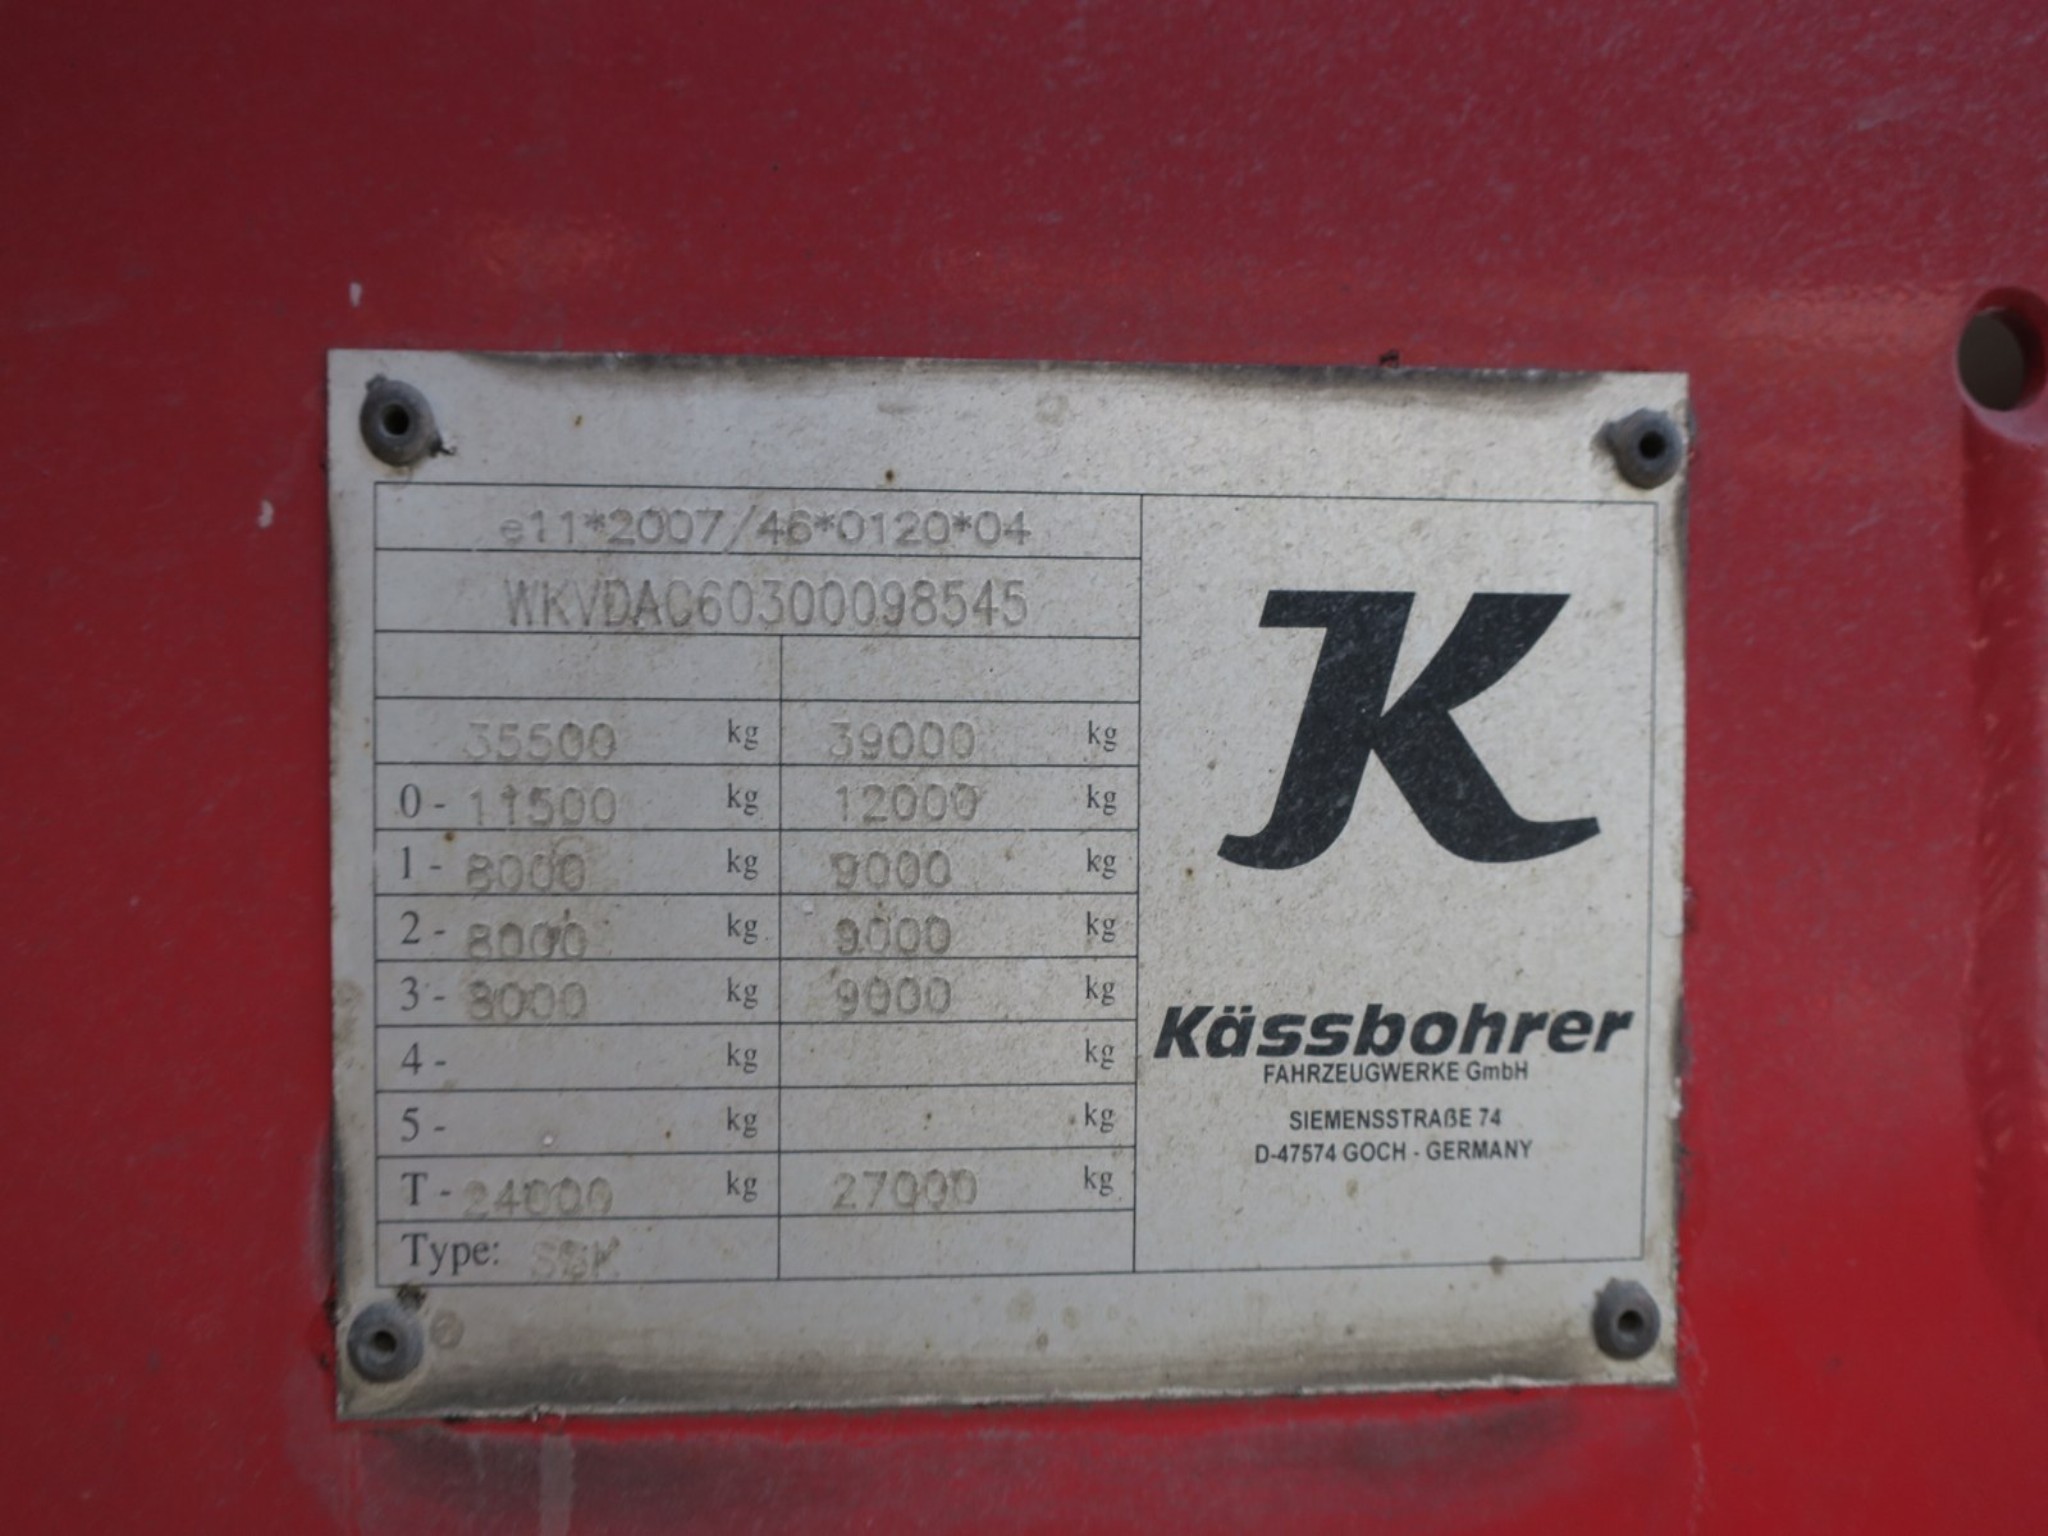 e11*2007/46*0120*04
WKVDAC60300098545
35500 kg 39000 kg
0- 11500 kg 12000 kg
1- 8000 kg 9000 kg
2- 8000 kg 9000 kg
3- 8000 kg 9000 kg
4- kg kg
5- kg kg
T- 24000 kg 27000 kg
Type:
K
Kässbohrer
FAHRZEUGWERKE GmbH
SIEMENSSTRAßE 74
D-47574 GOCH - GERMANY